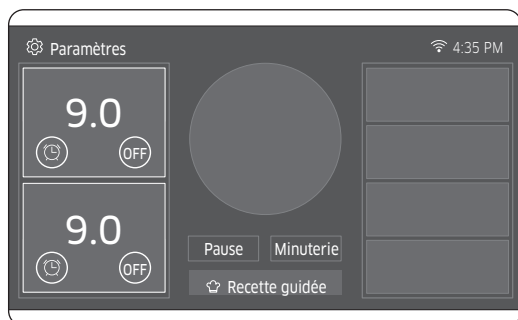 Paramètres
4:35 PM
9.0
OFF
9.0
OFF
Pause
Minuterie
Recette guidée